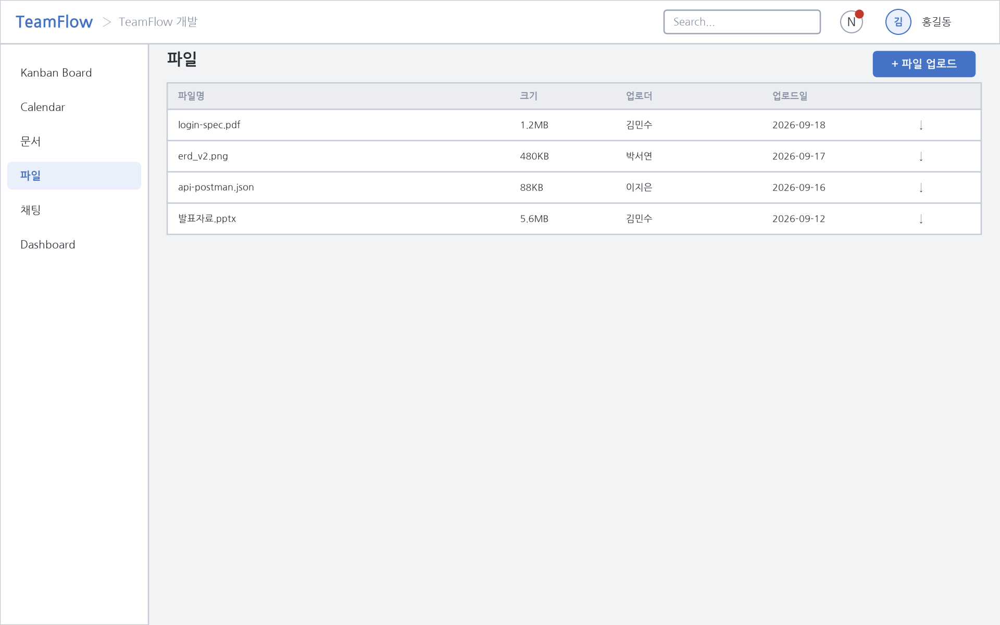 TeamFlow > TeamFlow 개발 Search... N 김 홍길동
Kanban Board
Calendar
문서
파일
채팅
Dashboard
파일 + 파일 업로드
파일명 크기 업로더 업로드일
login-spec.pdf 1.2MB 김민수 2026-09-18 ↓
erd_v2.png 480KB 박서연 2026-09-17 ↓
api-postman.json 88KB 이지은 2026-09-16 ↓
발표자료.pptx 5.6MB 김민수 2026-09-12 ↓